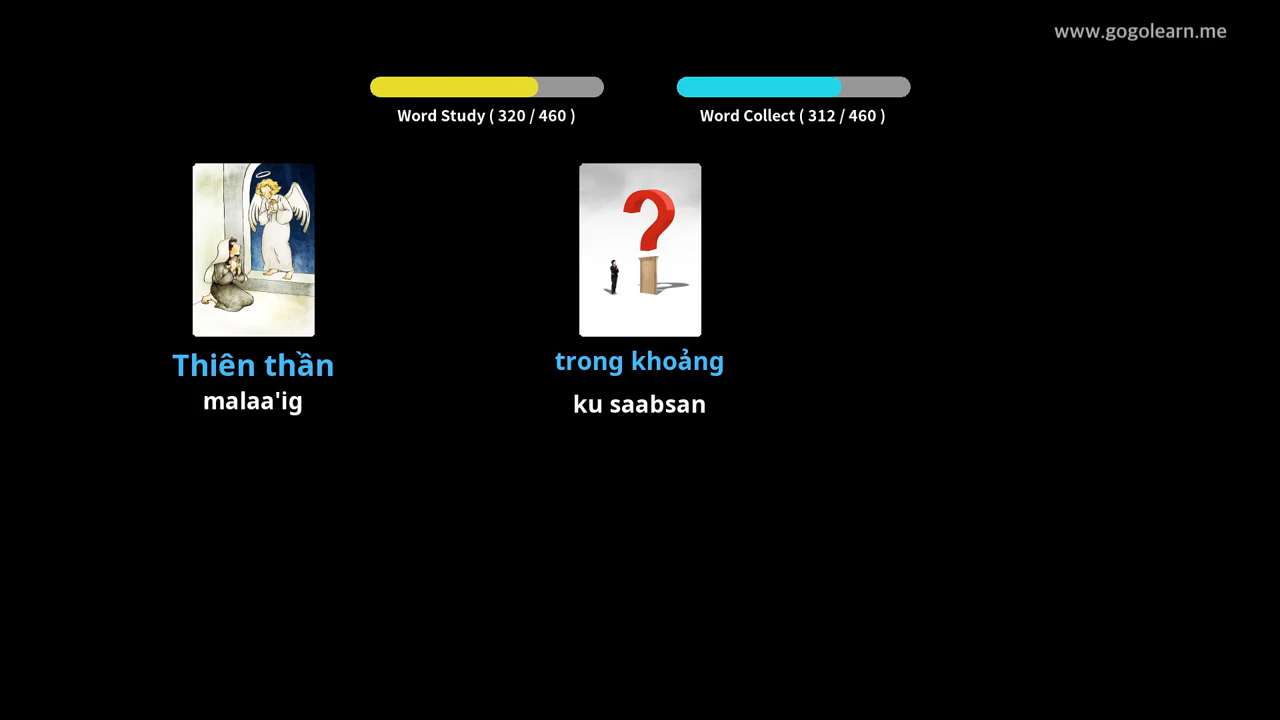 www.gogolearn.me
Word Study ( 320 / 460 )
Word Collect ( 312 / 460 )
Thiên thần
malaa'ig
trong khoảng
ku saabsan